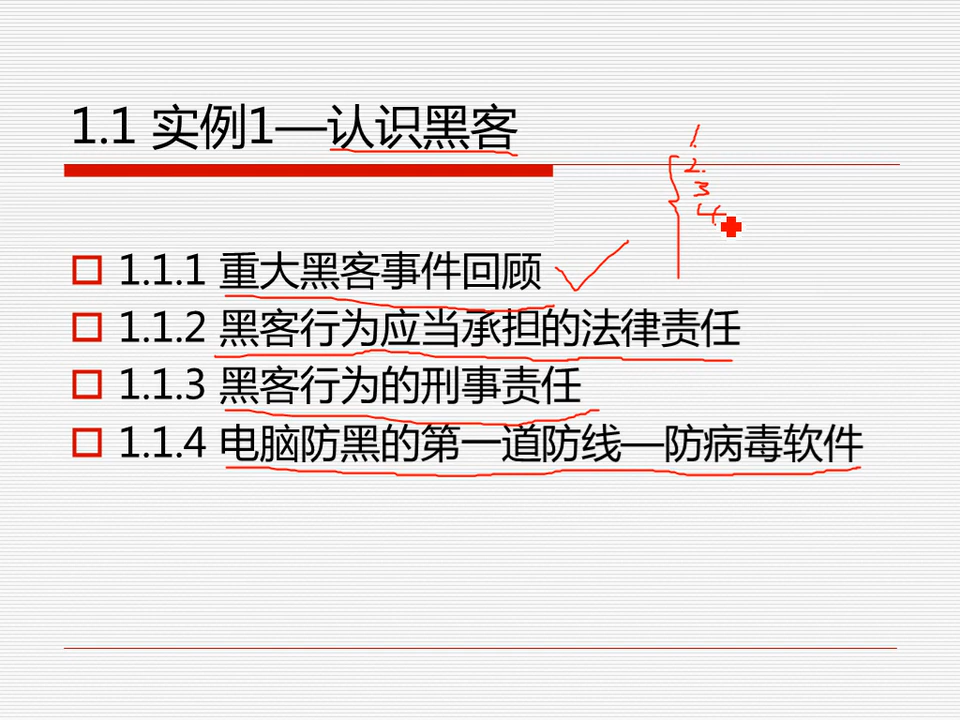 1.1 实例1—认识黑客
1.
2.
3
4.
1.1.1 重大黑客事件回顾
1.1.2 黑客行为应当承担的法律责任
1.1.3 黑客行为的刑事责任
1.1.4 电脑防黑的第一道防线—防病毒软件